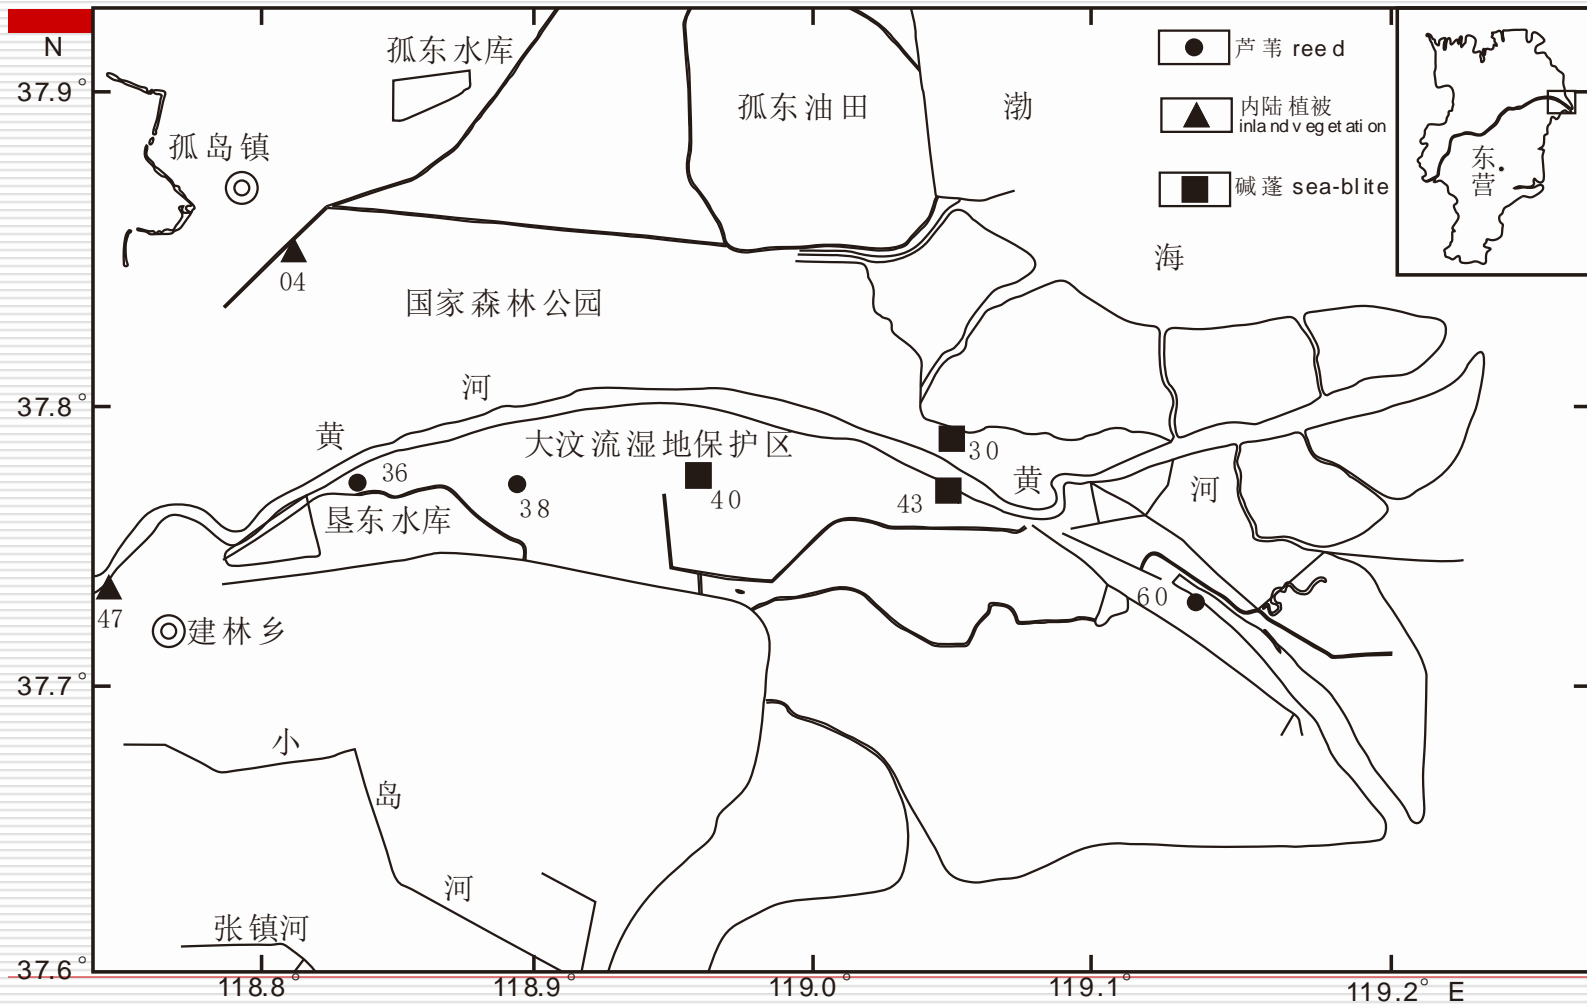 N
37.9°
37.8°
37.7°
37.6°
118.8°
118.9°
119.0°
119.1°
119.2° E
孤东水库
孤岛镇
孤东油田
渤
海
芦苇 reed
内陆植被
inland vegetation
碱蓬 sea-blite
东
营
04
国家森林公园
河
黄
大汶流湿地保护区
36
38
40
30
43
黄
河
垦东水库
47
建林乡
60
小
岛
河
张镇河